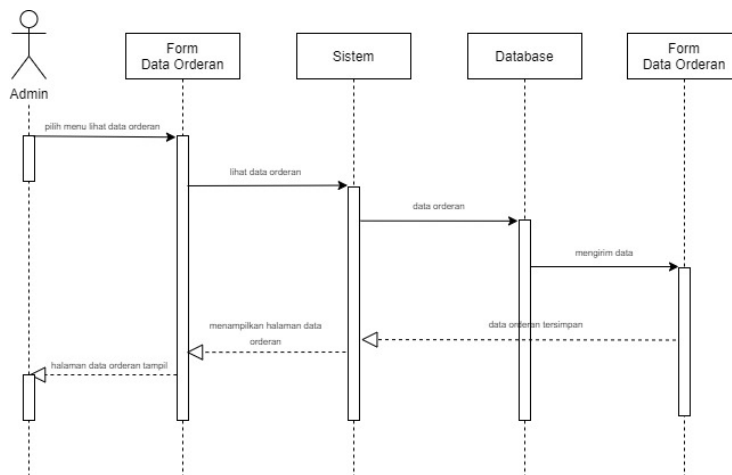 Form
Data Orderan
Sistem
Database
Form
Data Orderan
Admin
pilih menu lihat data orderan
lihat data orderan
data orderan
mengirim data
menampilkan halaman data
orderan
data orderan tersimpan
halaman data orderan tampil